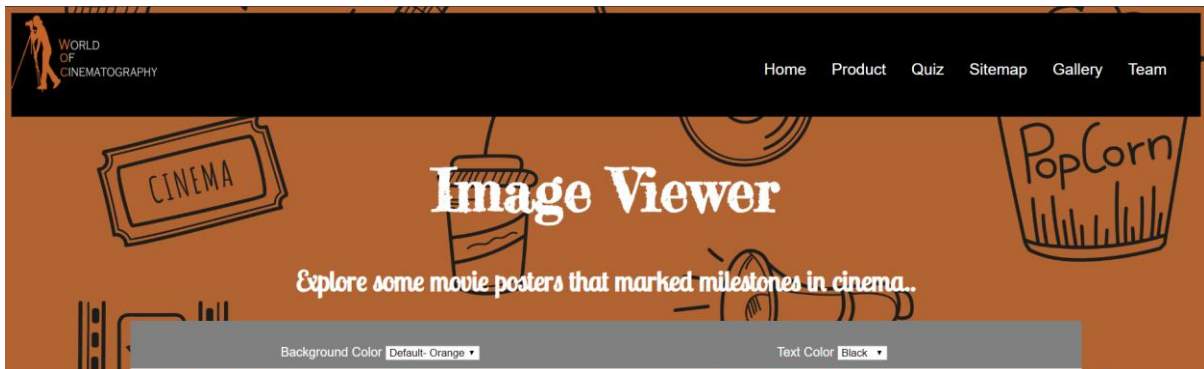 WORLD
OF
CINEMATOGRAPHY
Home Product Quiz Sitemap Gallery Team
CINEMA
PopCorn
Image Viewer
Explore some movie posters that marked milestones in cinema..
Background Color Default- Orange Text Color Black